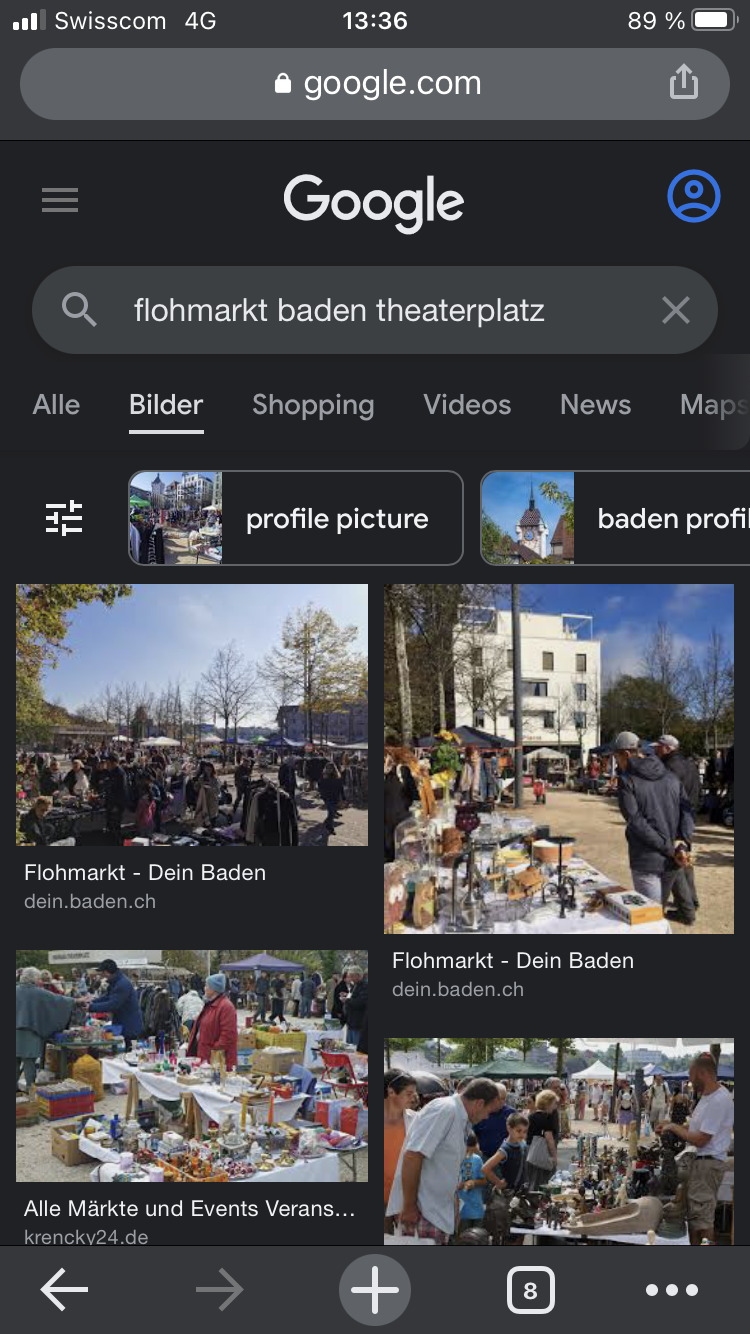 Swisscom 4G 13:36 89 %
google.com
Google
flohmarkt baden theaterplatz
Alle Bilder Shopping Videos News Maps
profile picture baden profil
Flohmarkt - Dein Baden
dein.baden.ch
Flohmarkt - Dein Baden
dein.baden.ch
Alle Märkte und Events Verans...
krencky24.de
8